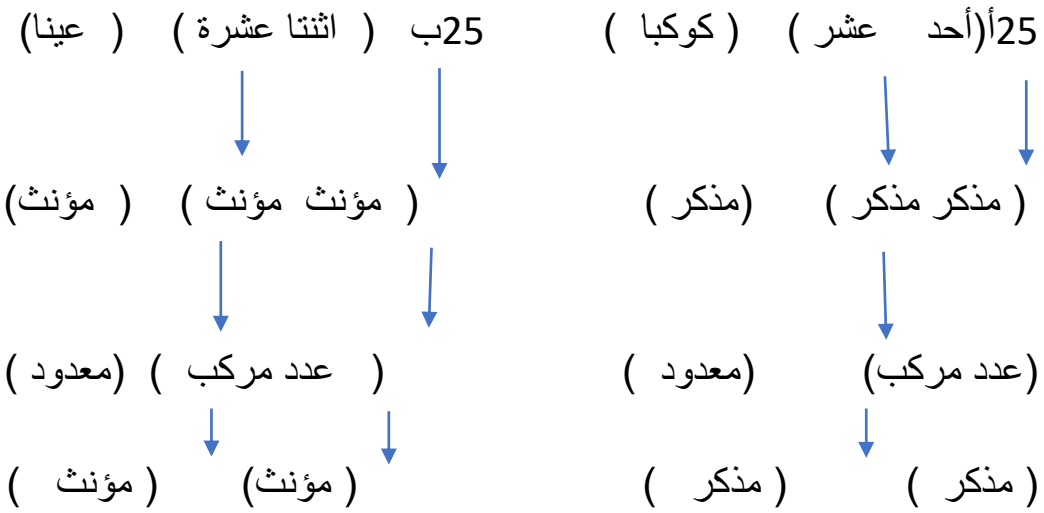 25أ(أحد عشر ) ( كوكبا ) 25ب ( اثنتا عشرة ) ( عينا)
( مذكر مذكر ) (مذكر ) ( مؤنث مؤنث ) ( مؤنث)
(عدد مركب) (معدود ) ( عدد مركب ) (معدود )
( مذكر ) ( مذكر ) ( مؤنث) ( مؤنث )